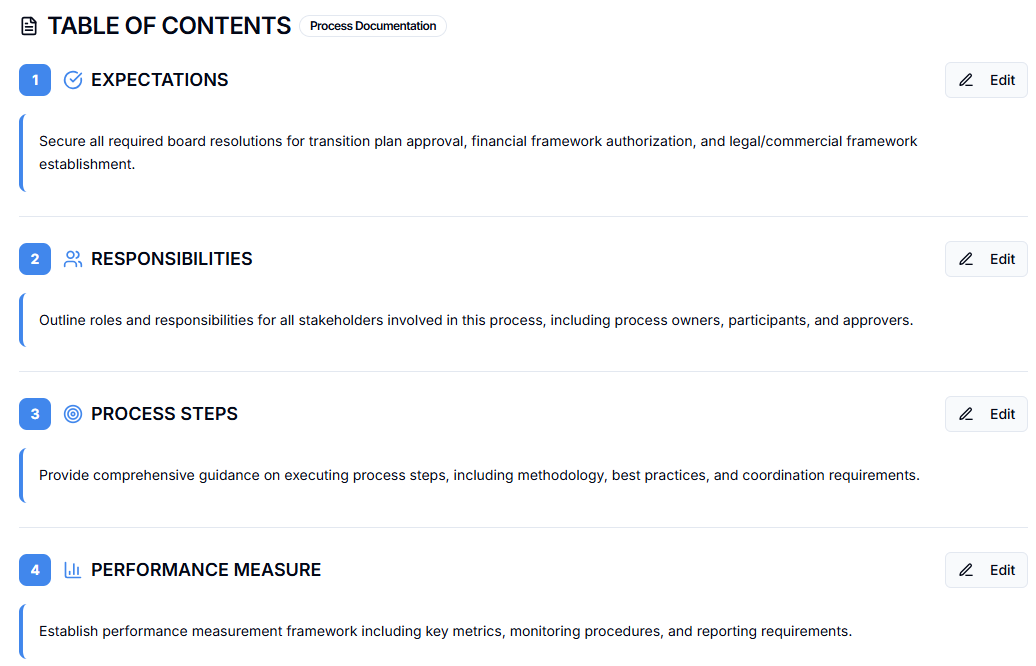 TABLE OF CONTENTS Process Documentation
1 EXPECTATIONS Edit
Secure all required board resolutions for transition plan approval, financial framework authorization, and legal/commercial framework
establishment.
2 RESPONSIBILITIES Edit
Outline roles and responsibilities for all stakeholders involved in this process, including process owners, participants, and approvers.
3 PROCESS STEPS Edit
Provide comprehensive guidance on executing process steps, including methodology, best practices, and coordination requirements.
4 PERFORMANCE MEASURE Edit
Establish performance measurement framework including key metrics, monitoring procedures, and reporting requirements.